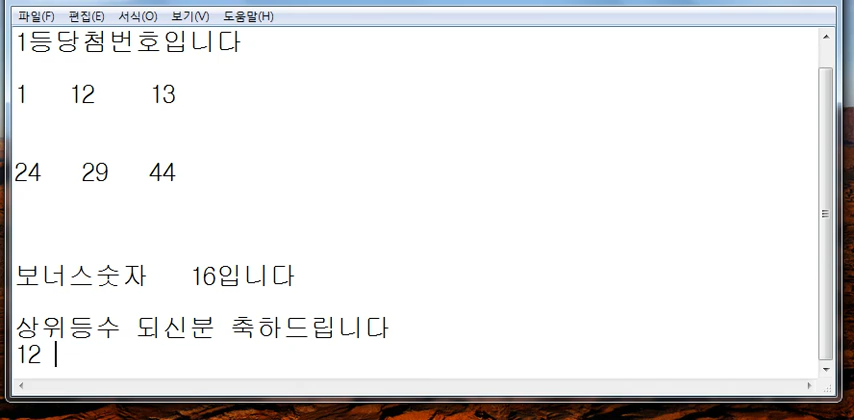 파일(F) 편집(E) 서식(O) 보기(V) 도움말(H)
1등당첨번호입니다
1 12 13
24 29 44
보너스숫자 16입니다
상위등수 되신분 축하드립니다
12